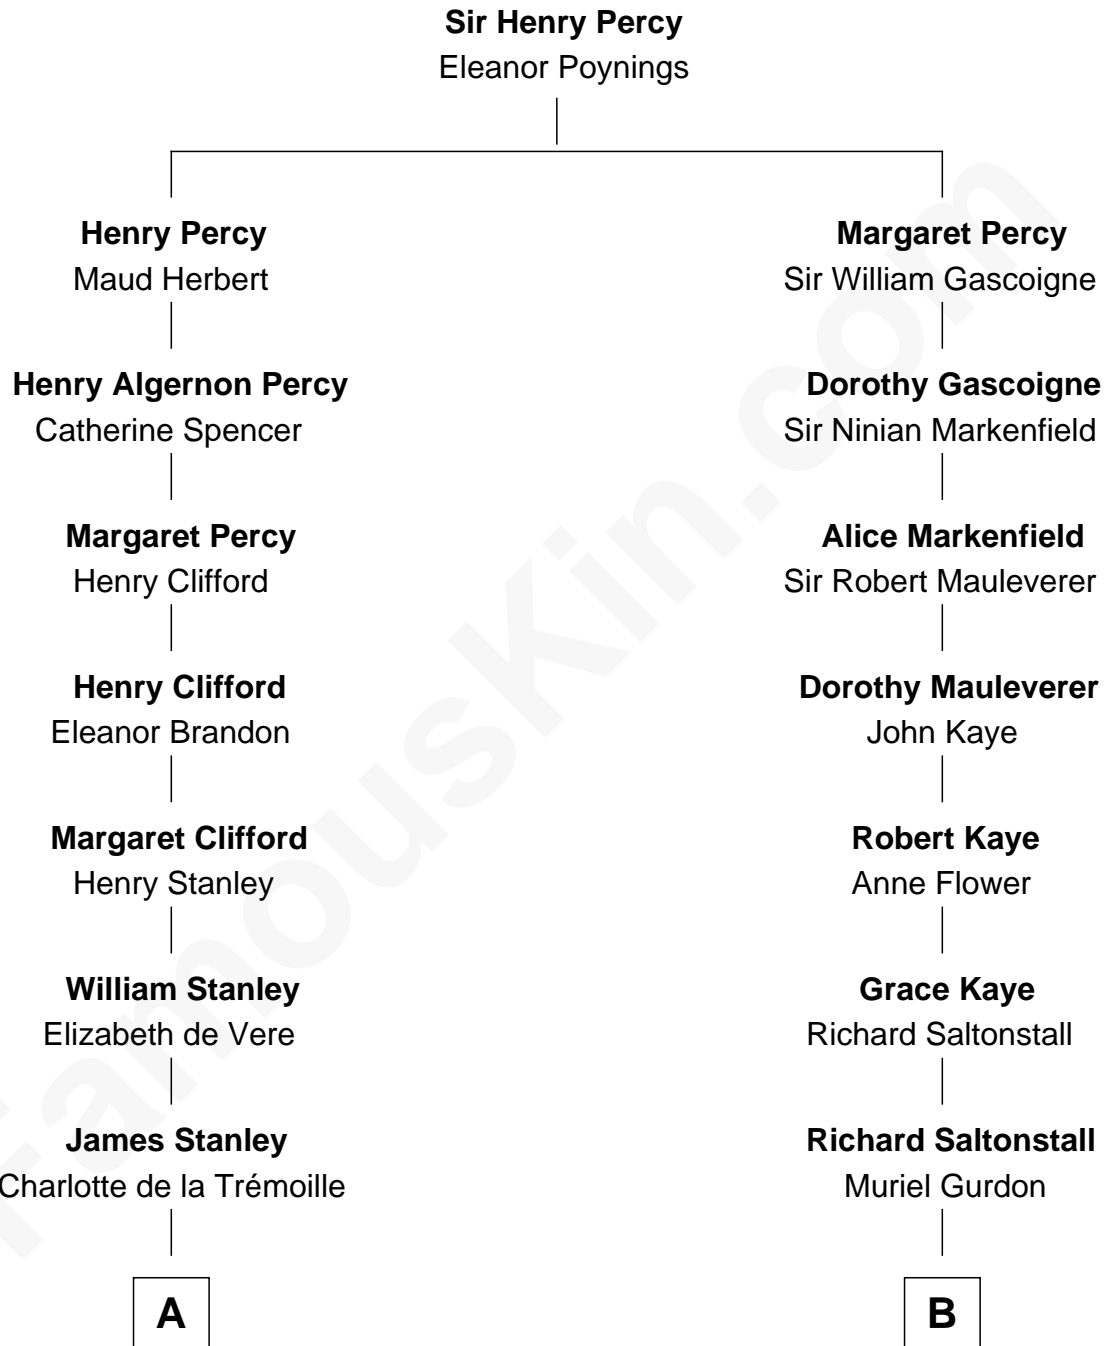 Sir Henry Percy
Eleanor Poynings
Henry Percy
Maud Herbert
Margaret Percy
Sir William Gascoigne
Henry Algernon Percy
Catherine Spencer
Dorothy Gascoigne
Sir Ninian Markenfield
Margaret Percy
Henry Clifford
Alice Markenfield
Sir Robert Mauleverer
Henry Clifford
Eleanor Brandon
Dorothy Mauleverer
John Kaye
Margaret Clifford
Henry Stanley
Robert Kaye
Anne Flower
William Stanley
Elizabeth de Vere
Grace Kaye
Richard Saltonstall
James Stanley
Charlotte de la Trémoille
Richard Saltonstall
Muriel Gurdon
A
B
FamousKin.com